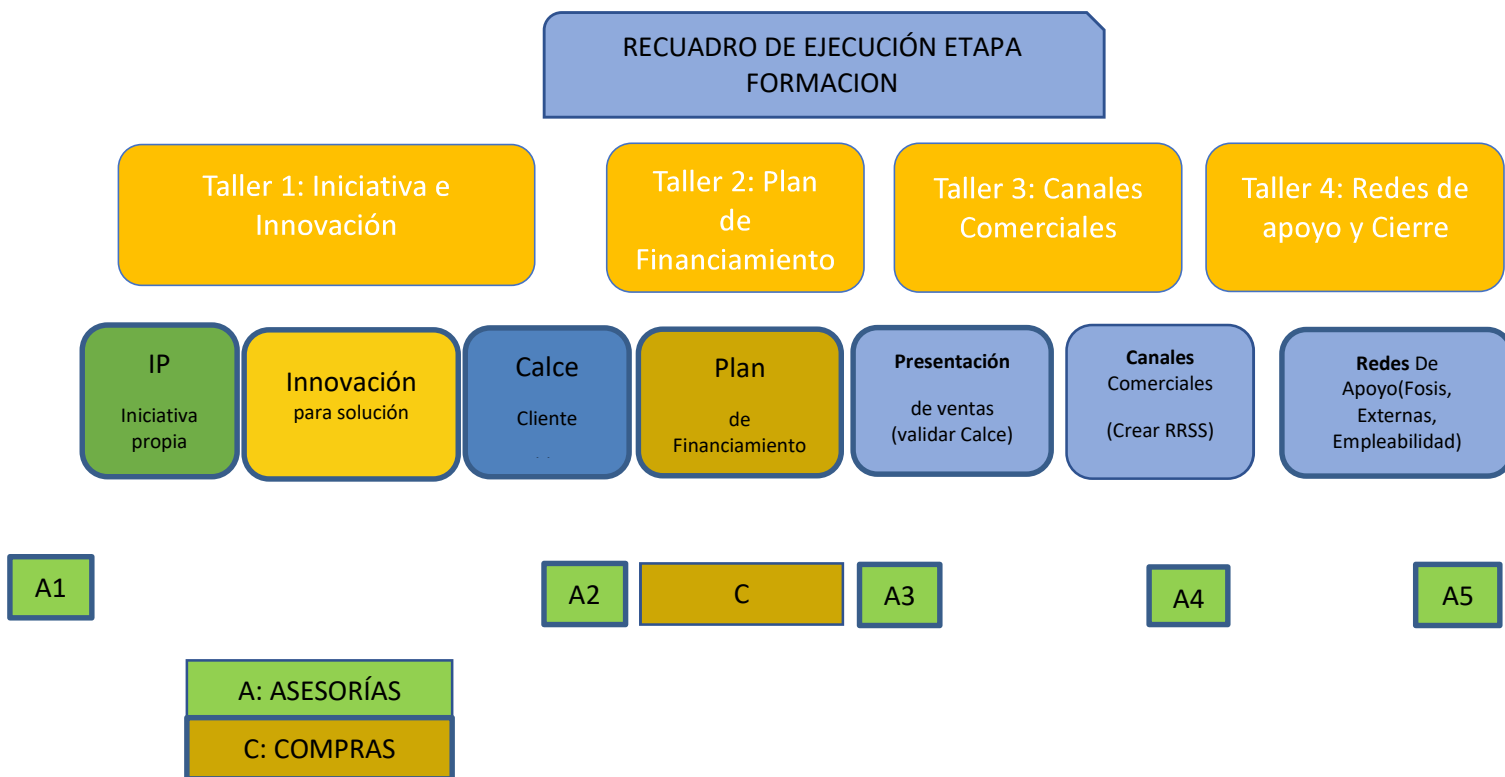 RECUADRO DE EJECUCIÓN ETAPA
FORMACION
Taller 1: Iniciativa e
Innovación
Taller 2: Plan
de
Financiamiento
Taller 3: Canales
Comerciales
Taller 4: Redes de
apoyo y Cierre
IP
Iniciativa
propia
Innovación
para solución
Calce
Cliente
Plan
de
Financiamiento
Presentación
de ventas
(validar Calce)
Canales
Comerciales
(Crear RRSS)
Redes De
Apoyo(Fosis,
Externas,
Empleabilidad)
A1
A2
C
A3
A4
A5
A: ASESORÍAS
C: COMPRAS